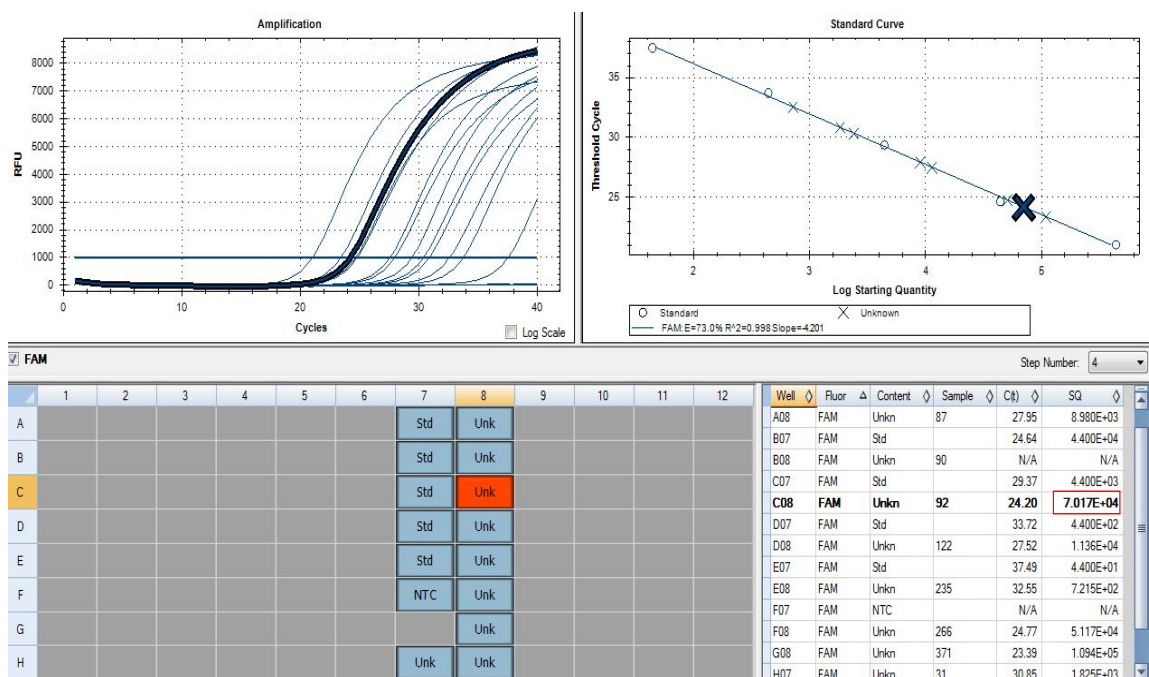 Amplification
8000
7000
6000
5000
4000
3000
2000
1000
0
RFU
0 10 20 30 40
Cycles
Log Scale
Standard Curve
35
30
25
Threshold Cycle
2 3 4 5
Log Starting Quantity
Standard Unknown
FAM: E=73.0% R^2=0.998 Slope=-4.201
FAM
Step Number: 4
1 2 3 4 5 6 7 8 9 10 11 12
A Std Unk
B Std Unk
C Std Unk
D Std Unk
E Std Unk
F NTC Unk
G Unk
H Unk Unk
Well Fluor Content Sample C(t) SQ
A08 FAM Unkn 87 27.95 8.980E+03
B07 FAM Std 24.64 4.400E+04
B08 FAM Unkn 90 N/A N/A
C07 FAM Std 29.37 4.400E+03
C08 FAM Unkn 92 24.20 7.017E+04
D07 FAM Std 33.72 4.400E+02
D08 FAM Unkn 122 27.52 1.136E+04
E07 FAM Std 37.49 4.400E+01
E08 FAM Unkn 235 32.55 7.215E+02
F07 FAM NTC N/A N/A
F08 FAM Unkn 266 24.77 5.117E+04
G08 FAM Unkn 371 23.39 1.094E+05
H07 FAM Unkn 31 30.85 1.825E+03